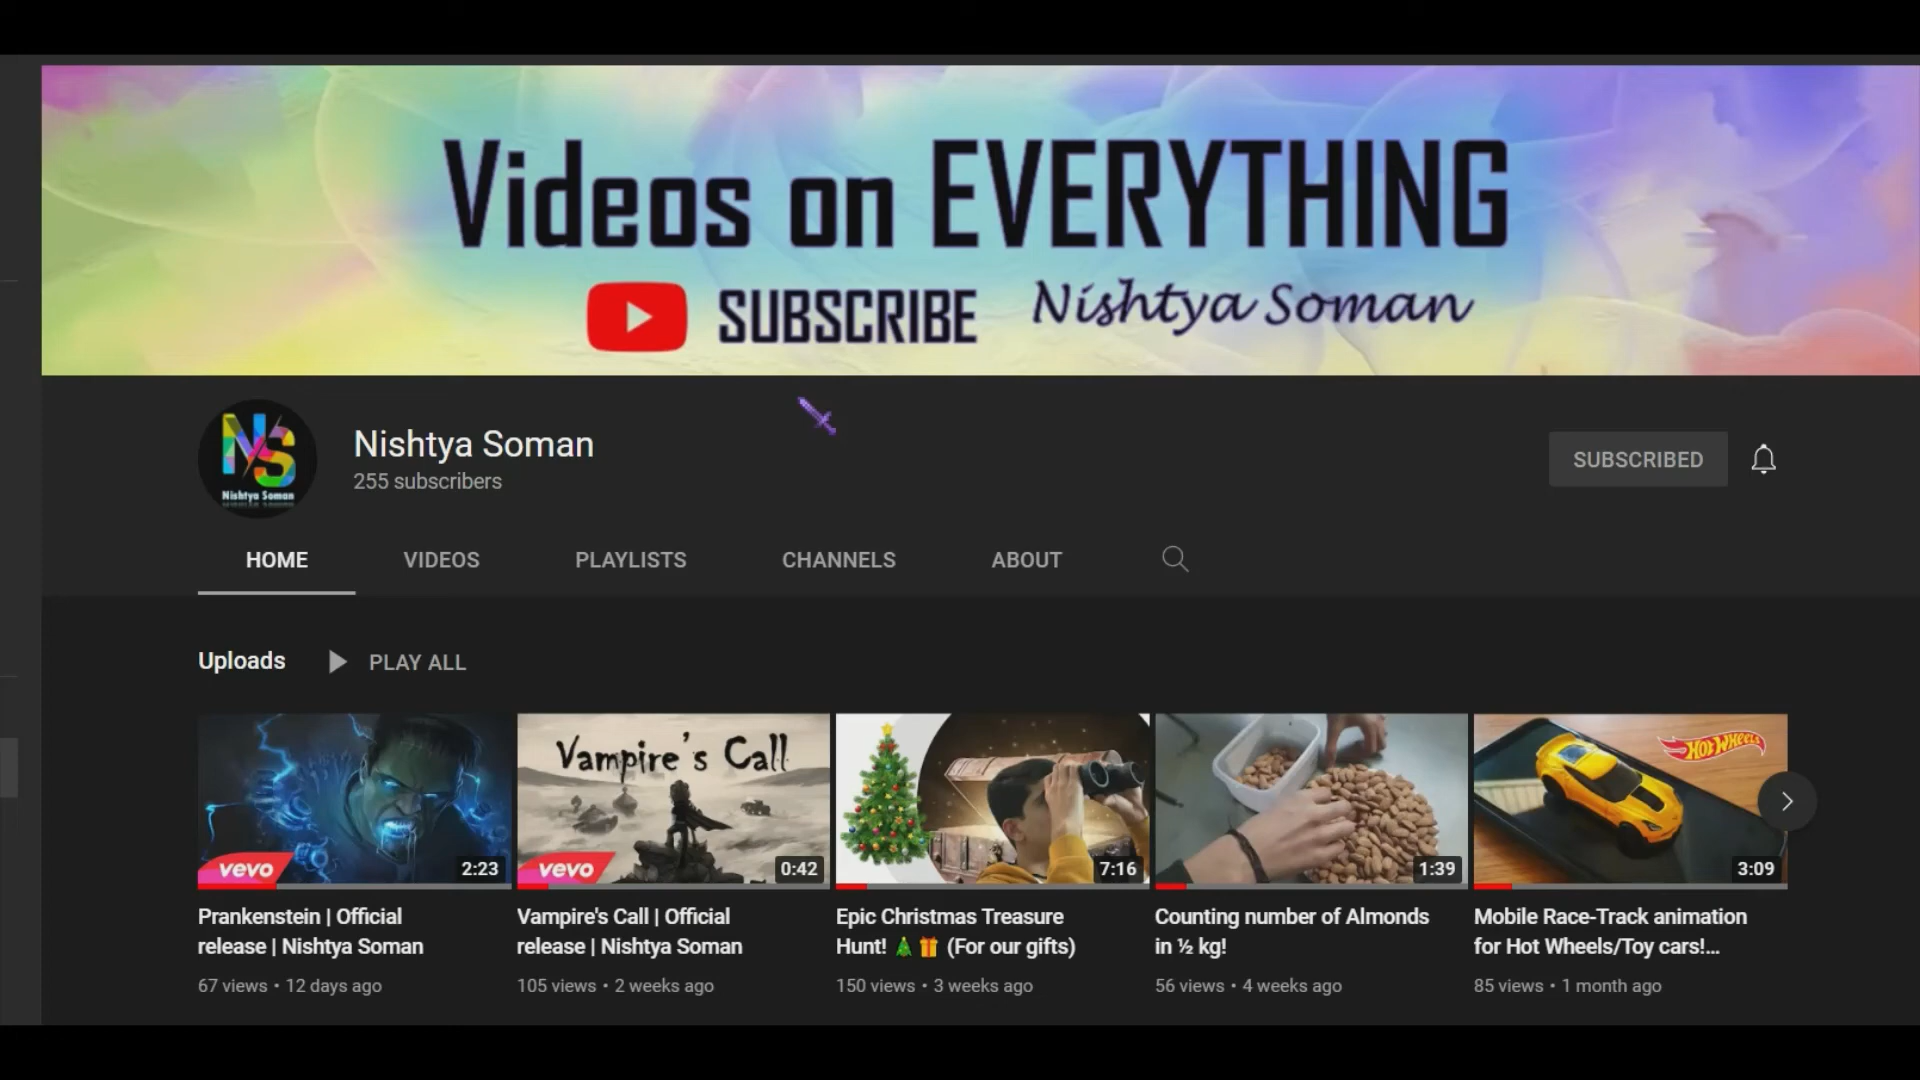 Videos on EVERYTHING
SUBSCRIBE Nishtya Soman
NS
Nishtya Soman
Nishtya Soman
255 subscribers
SUBSCRIBED
HOME VIDEOS PLAYLISTS CHANNELS ABOUT
Uploads PLAY ALL
vevo 2:23
Vampire's Call
vevo 0:42
7:16
1:39
HOT WHEELS
3:09
Prankenstein | Official
release | Nishtya Soman
67 views • 12 days ago
Vampire's Call | Official
release | Nishtya Soman
105 views • 2 weeks ago
Epic Christmas Treasure
Hunt! 🎄 🎁 (For our gifts)
150 views • 3 weeks ago
Counting number of Almonds
in ½ kg!
56 views • 4 weeks ago
Mobile Race-Track animation
for Hot Wheels/Toy cars!...
85 views • 1 month ago